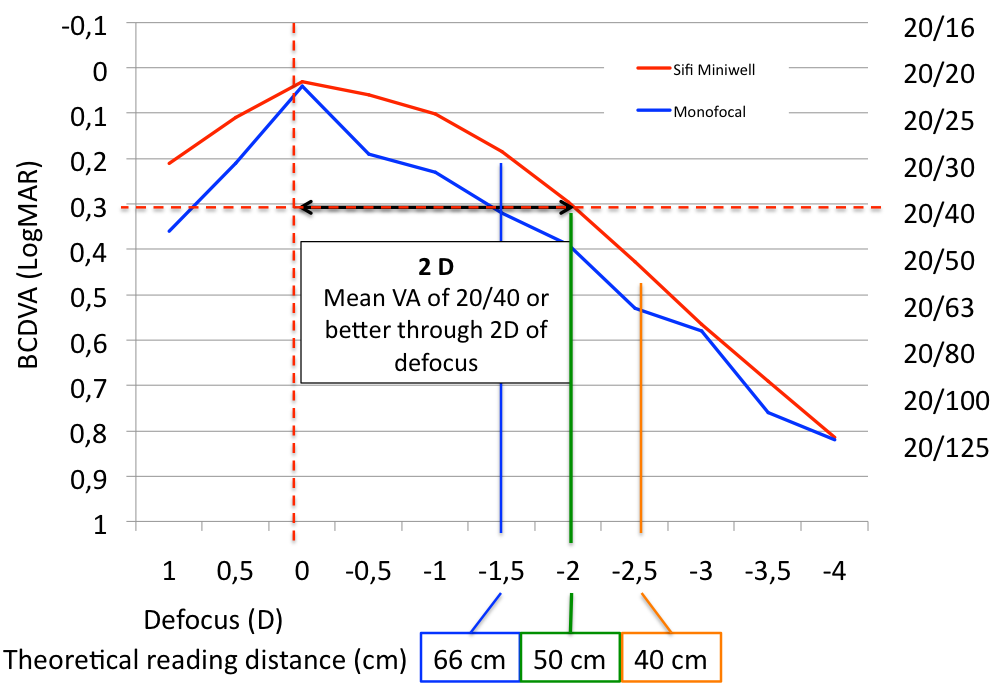 -0,1
0
0,1
0,2
0,3
0,4
0,5
0,6
0,7
0,8
0,9
1
BCDVA (LogMAR)
20/16
20/20
20/25
20/30
20/40
20/50
20/63
20/80
20/100
20/125
Sifi Miniwell
Monofocal
2 D
Mean VA of 20/40 or
better through 2D of
defocus
1 0,5 0 -0,5 -1 -1,5 -2 -2,5 -3 -3,5 -4
Defocus (D)
Theoretical reading distance (cm) 66 cm 50 cm 40 cm